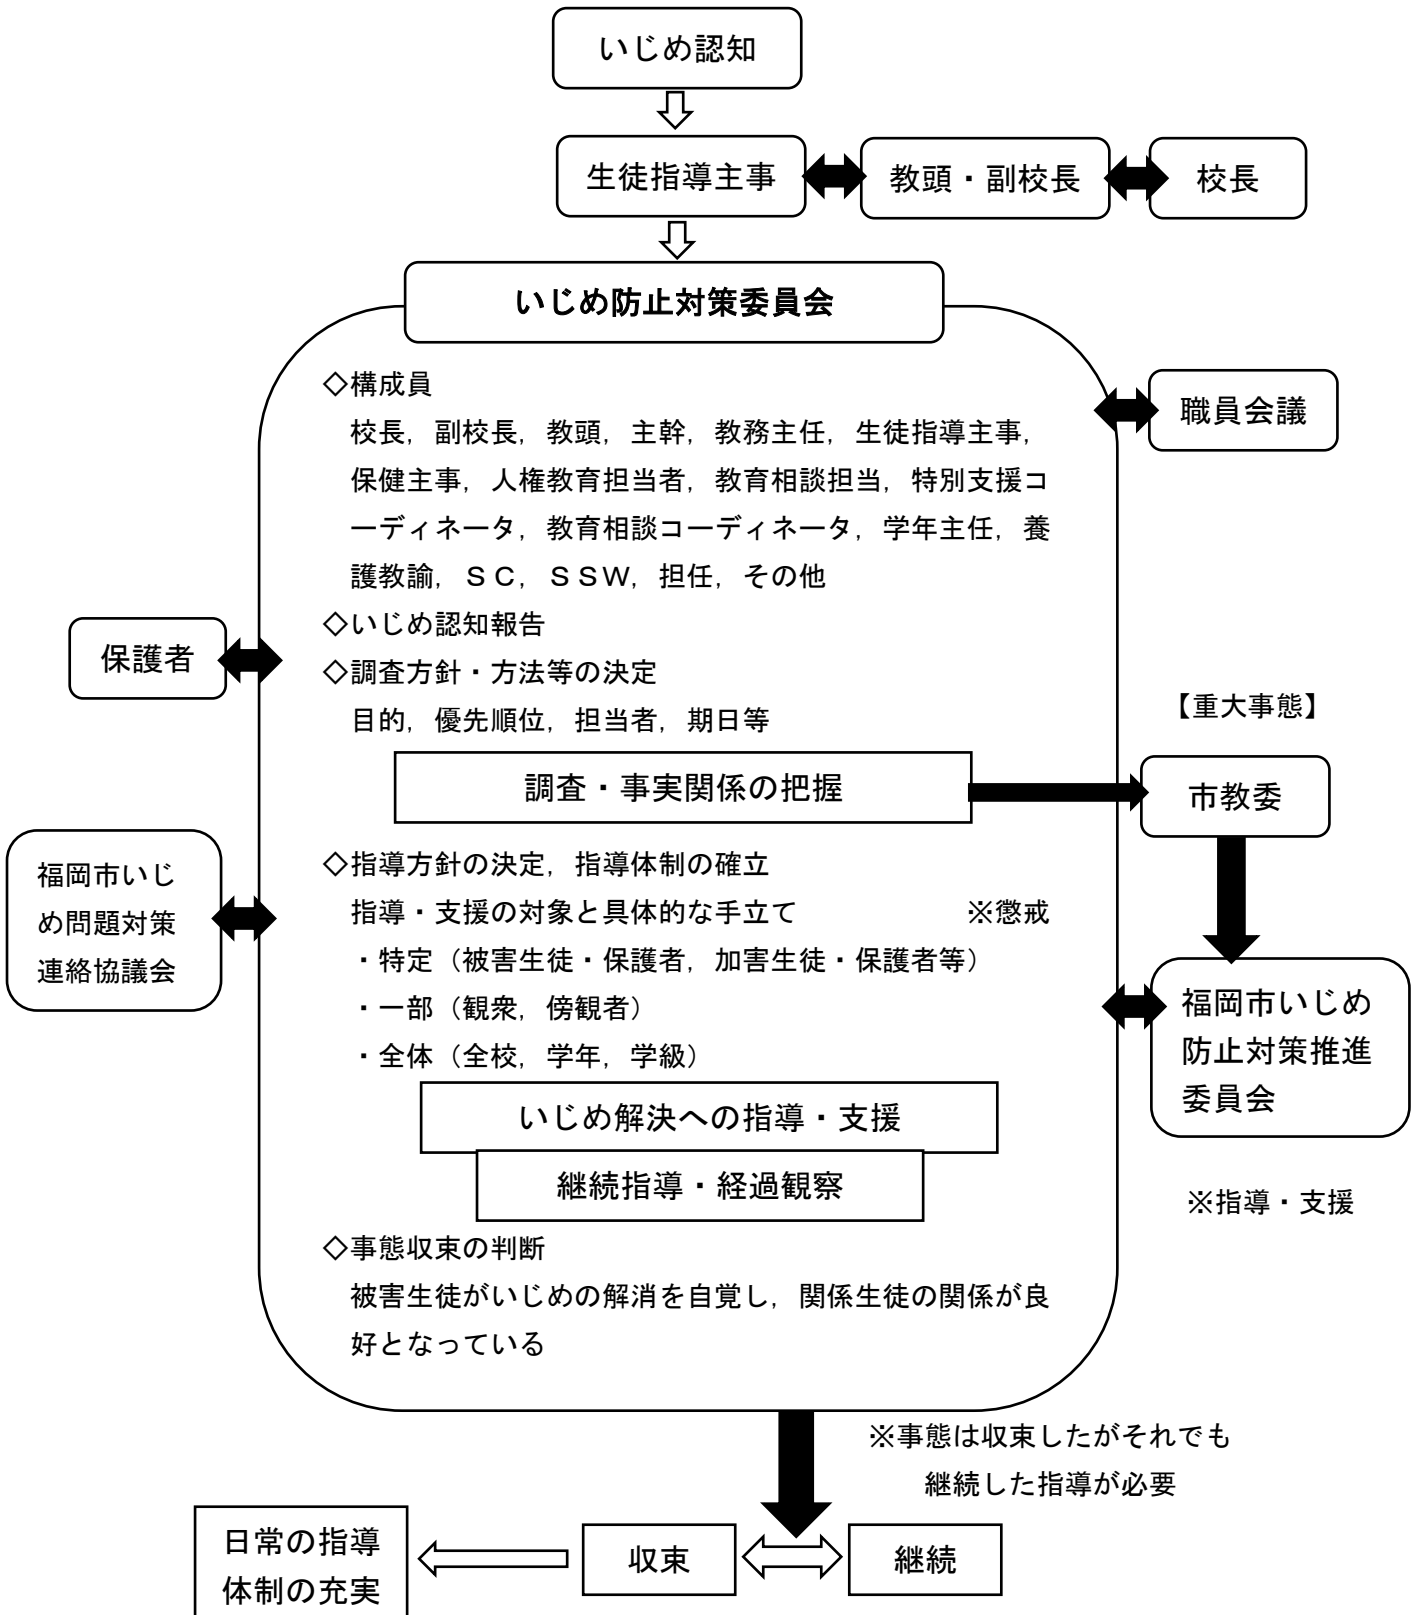 いじめ認知
生徒指導主事
教頭・副校長
校長
いじめ防止対策委員会
◇構成員
校長，副校長，教頭，主幹，教務主任，生徒指導主事，
保健主事，人権教育担当者，教育相談担当，特別支援コ
ーディネータ，教育相談コーディネータ，学年主任，養
護教諭，ＳＣ，ＳＳＷ，担任，その他
職員会議
◇いじめ認知報告
◇調査方針・方法等の決定
目的，優先順位，担当者，期日等
保護者
調査・事実関係の把握
【重大事態】
市教委
◇指導方針の決定，指導体制の確立
指導・支援の対象と具体的な手立て
※懲戒
・特定（被害生徒・保護者，加害生徒・保護者等）
・一部（観衆，傍観者）
・全体（全校，学年，学級）
福岡市いじ
め問題対策
連絡協議会
福岡市いじめ
防止対策推進
委員会
※指導・支援
いじめ解決への指導・支援
継続指導・経過観察
◇事態収束の判断
被害生徒がいじめの解消を自覚し，関係生徒の関係が良
好となっている
※事態は収束したがそれでも
継続した指導が必要
日常の指導
体制の充実
収束
継続